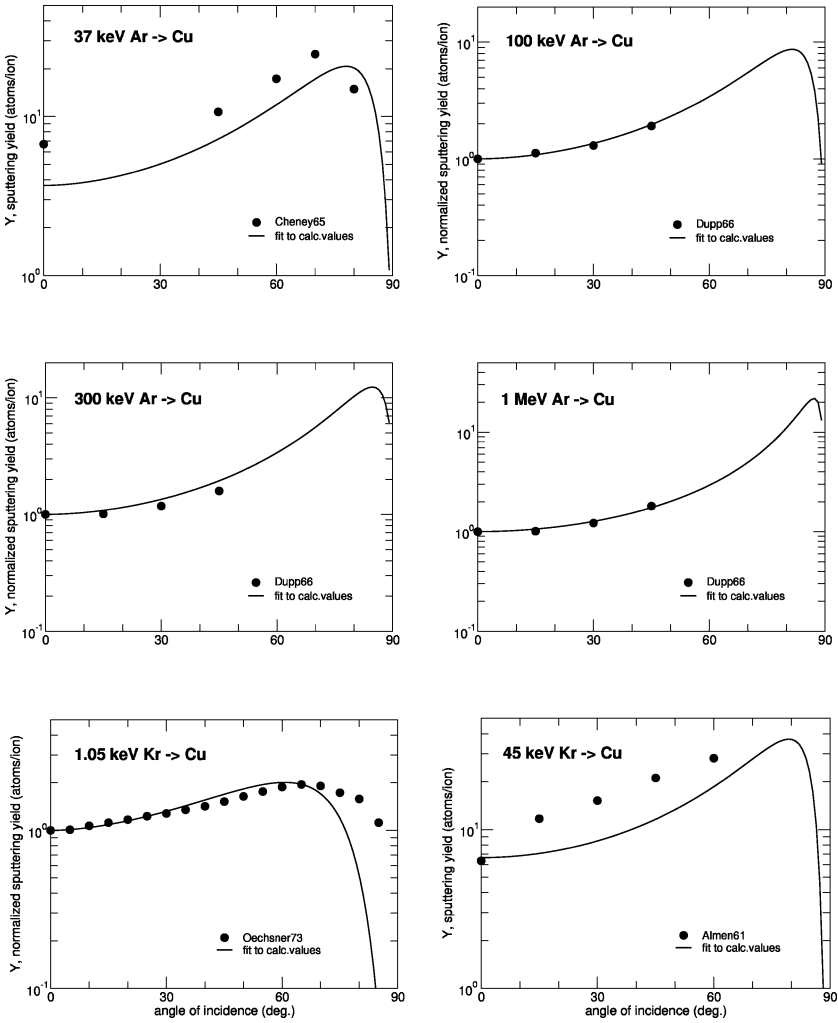 37 keV Ar -> Cu
Y, sputtering yield (atoms/ion)
10^1
10^0
0
30
60
90
Cheney65
fit to calc.values
100 keV Ar -> Cu
Y, normalized sputtering yield (atoms/ion)
10^1
10^0
10^-1
0
30
60
90
Dupp66
fit to calc.values
300 keV Ar -> Cu
Y, normalized sputtering yield (atoms/ion)
10^1
10^0
10^-1
0
30
60
90
Dupp66
fit to calc.values
1 MeV Ar -> Cu
10^1
10^0
10^-1
0
30
60
90
Dupp66
fit to calc.values
1.05 keV Kr -> Cu
Y, normalized sputtering yield (atoms/ion)
10^0
10^-1
0
30
60
90
Oechsner73
fit to calc.values
angle of incidence (deg.)
45 keV Kr -> Cu
Y, sputtering yield (atoms/ion)
10^1
10^0
0
30
60
90
Almen61
fit to calc.values
angle of incidence (deg.)